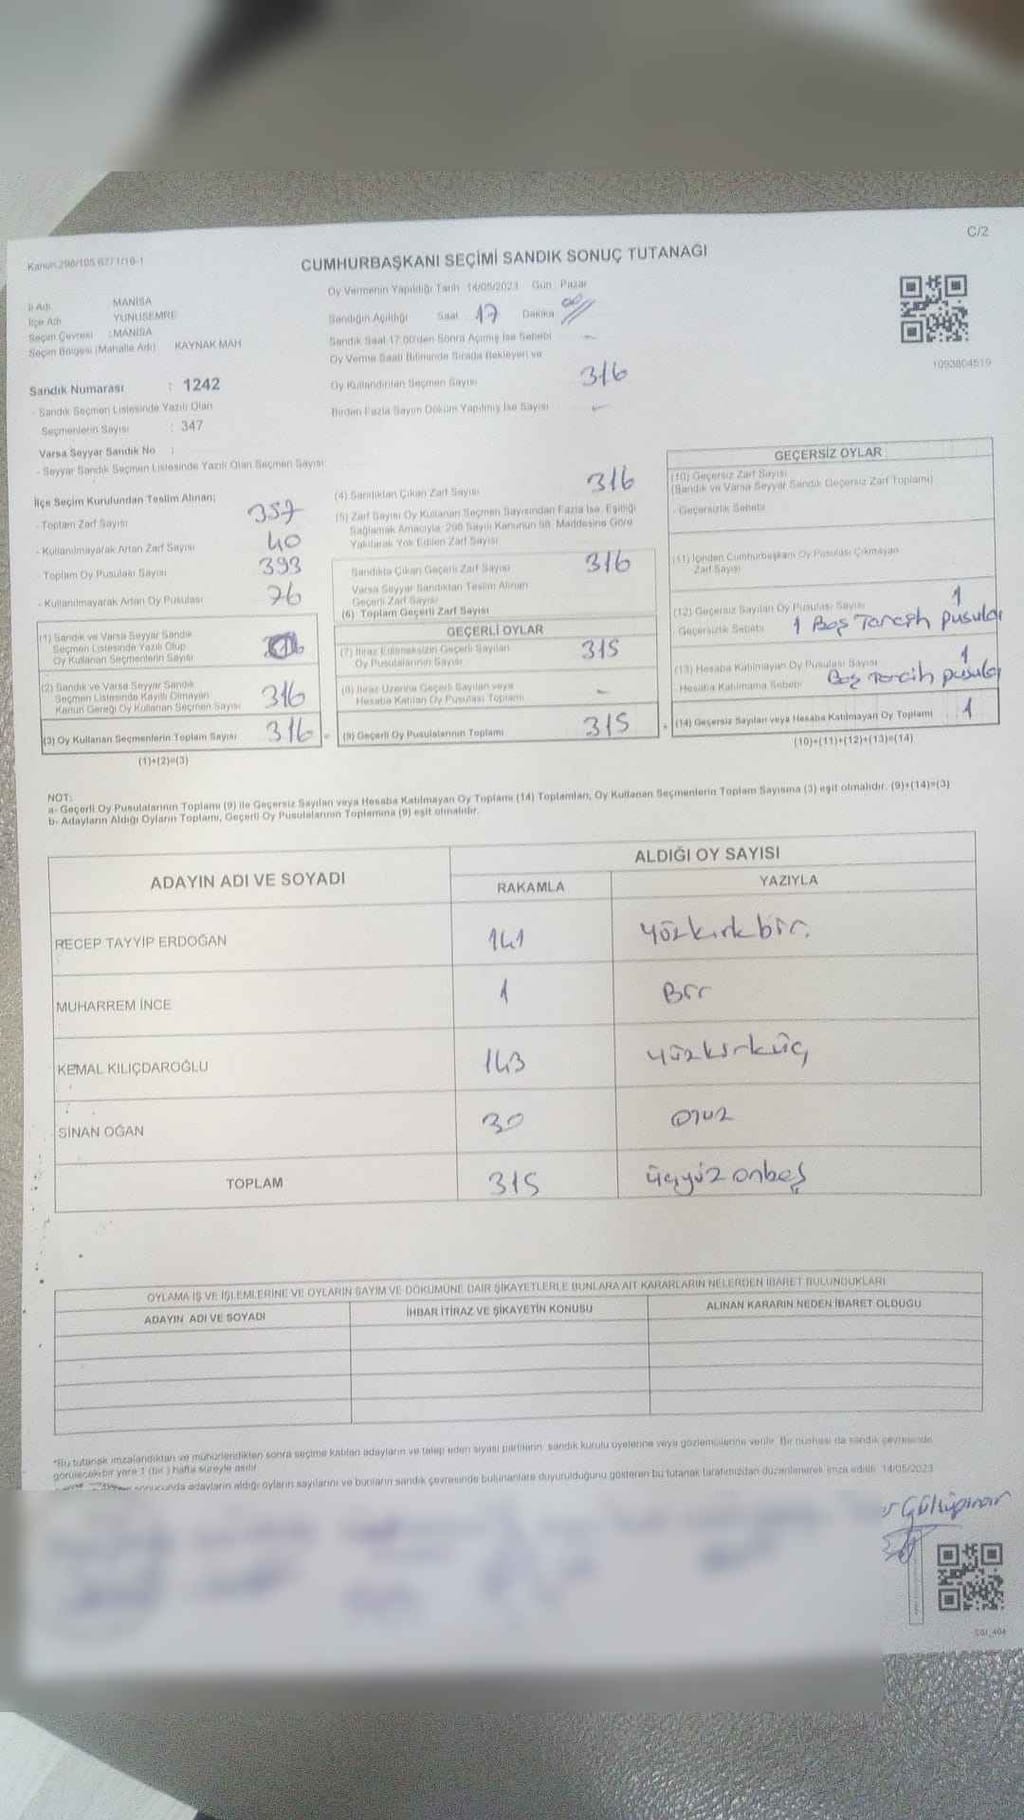 C/2
Kanun 298/105 627/1/10-1
CUMHURBAŞKANI SEÇİMİ SANDIK SONUÇ TUTANAĞI
İl Adı : MANİSA
İlçe Adı : YUNUSEMRE
Seçim Çevresi : MANİSA
Seçim Bölgesi (Mahalle Adı) KAYNAK MAH
Sandık Numarası : 1242
- Sandık Seçmen Listesinde Yazılı Olan
Seçmenlerin Sayısı : 347
Varsa Seyyar Sandık No :
- Seyyar Sandık Seçmen Listesinde Yazılı Olan Seçmen Sayısı
Oy Vermenin Yapıldığı Tarih 14/05/2023 Gün Pazar
Sandığın Açıldığı Saat 17 Dakika 00
Sandık Saat 17:00'den Sonra Açılmış İse Sebebi -
Oy Verme Saati Bitiminde Sırada Bekleyen ve
Oy Kullandırılan Seçmen Sayısı 316
Birden Fazla Sayım Döküm Yapılmış İse Sayısı -
1093804519
İlçe Seçim Kurulundan Teslim Alınan;
- Toplam Zarf Sayısı 357
- Kullanılmayarak Artan Zarf Sayısı 40
Toplam Oy Pusulası Sayısı 393
- Kullanılmayarak Artan Oy Pusulası 76
(1) Sandık ve Varsa Seyyar Sandık
Seçmen Listesinde Yazılı Olup
Oy Kullanan Seçmenlerin Sayısı
(2) Sandık ve Varsa Seyyar Sandık
Seçmen Listesinde Kayıtlı Olmayan
Kanun Gereği Oy Kullanan Seçmen Sayısı 316
(3) Oy Kullanan Seçmenlerin Toplam Sayısı 316
(1)+(2)=(3)
(4) Sandıktan Çıkan Zarf Sayısı 316
(5) Zarf Sayısı Oy Kullanan Seçmen Sayısından Fazla İse, Eşitliği
Sağlamak Amacıyla, 298 Sayılı Kanunun 98. Maddesine Göre
Yakılarak Yok Edilen Zarf Sayısı
Sandıkta Çıkan Geçerli Zarf Sayısı 316
Varsa Seyyar Sandıktan Teslim Alınan
Geçerli Zarf Sayısı
(6) Toplam Geçerli Zarf Sayısı
GEÇERLİ OYLAR
(7) İtiraz Edilmeksizin Geçerli Sayılan
Oy Pusulalarının Sayısı 315
(8) İtiraz Üzerine Geçerli Sayılan veya
Hesaba Katılan Oy Pusulası Toplamı -
(9) Geçerli Oy Pusulalarının Toplamı 315
GEÇERSİZ OYLAR
(10) Geçersiz Zarf Sayısı
(Sandık ve Varsa Seyyar Sandık Geçersiz Zarf Toplamı)
- Geçersizlik Sebebi
(11) İçinden Cumhurbaşkanı Oy Pusulası Çıkmayan
Zarf Sayısı
(12) Geçersiz Sayılan Oy Pusulası Sayısı 1
Geçersizlik Sebebi 1 Boş Tercih pusulası
(13) Hesaba Katılmayan Oy Pusulası Sayısı 1
Hesaba Katılmama Sebebi Boş Tercih pusulası
(14) Geçersiz Sayılan veya Hesaba Katılmayan Oy Toplamı 1
(10)+(11)+(12)+(13)=(14)
NOT:
a- Geçerli Oy Pusulalarının Toplamı (9) ile Geçersiz Sayılan veya Hesaba Katılmayan Oy Toplamı (14) Toplamları, Oy Kullanan Seçmenlerin Toplam Sayısına (3) eşit olmalıdır. (9)+(14)=(3)
b- Adayların Aldığı Oyların Toplamı, Geçerli Oy Pusulalarının Toplamına (9) eşit olmalıdır.
ADAYIN ADI VE SOYADI
ALDIĞI OY SAYISI
RAKAMLA YAZIYLA
RECEP TAYYİP ERDOĞAN 141 Yüzkırkbir.
MUHARREM İNCE 1 Bir
KEMAL KILIÇDAROĞLU 143 Yüzkırküç
SİNAN OĞAN 30 otuz
TOPLAM 315 üçyüz onbeş
OYLAMA İŞ VE İŞLEMLERİNE VE OYLARIN SAYIM VE DÖKÜMÜNE DAİR ŞİKAYETLERLE BUNLARA AİT KARARLARIN NELERDEN İBARET BULUNDUKLARI
ADAYIN ADI VE SOYADI İHBAR İTİRAZ VE ŞİKAYETİN KONUSU ALINAN KARARIN NEDEN İBARET OLDUĞU
*Bu tutanak imzalandıktan ve mühürlendikten sonra seçime katılan adayların ve talep eden siyasi partilerin sandık kurulu üyelerine veya gözlemcilerine verilir. Bir nüshası da sandık çevresinde
görülecek bir yere 1 (bir) hafta süreyle asılır.
sonucunda adayların aldığı oyların sayılarını ve bunların sandık çevresinde bulunanlara duyurulduğunu gösteren bu tutanak tarafımızdan düzenlenerek imza edildi. 14/05/2023